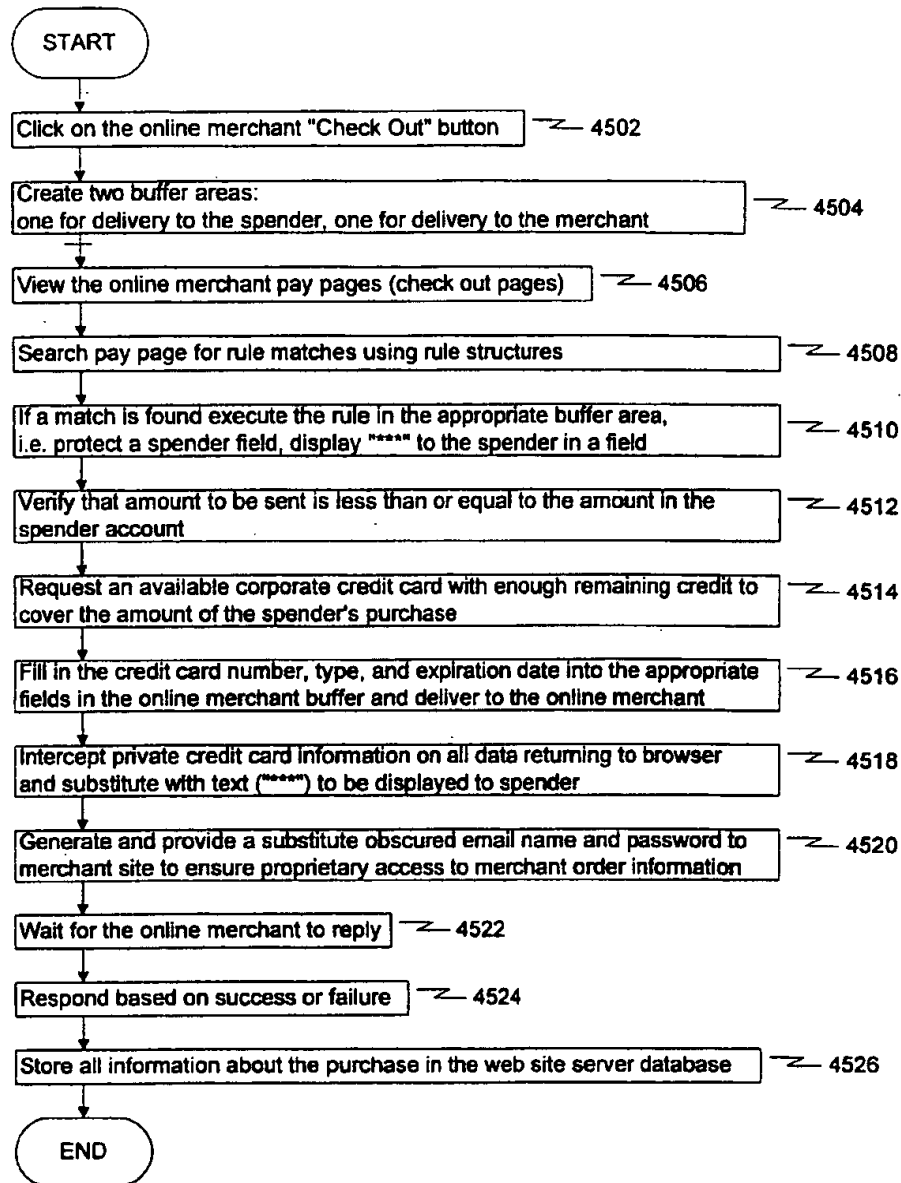 START
Click on the online merchant "Check Out" button
4502
Create two buffer areas:
one for delivery to the spender, one for delivery to the merchant
4504
View the online merchant pay pages (check out pages)
4506
Search pay page for rule matches using rule structures
4508
If a match is found execute the rule in the appropriate buffer area,
i.e. protect a spender field, display "***" to the spender in a field
4510
Verify that amount to be sent is less than or equal to the amount in the
spender account
4512
Request an available corporate credit card with enough remaining credit to
cover the amount of the spender's purchase
4514
Fill in the credit card number, type, and expiration date into the appropriate
fields in the online merchant buffer and deliver to the online merchant
4516
Intercept private credit card information on all data returning to browser
and substitute with text ("***") to be displayed to spender
4518
Generate and provide a substitute obscured email name and password to
merchant site to ensure proprietary access to merchant order information
4520
Wait for the online merchant to reply
4522
Respond based on success or failure
4524
Store all information about the purchase in the web site server database
4526
END